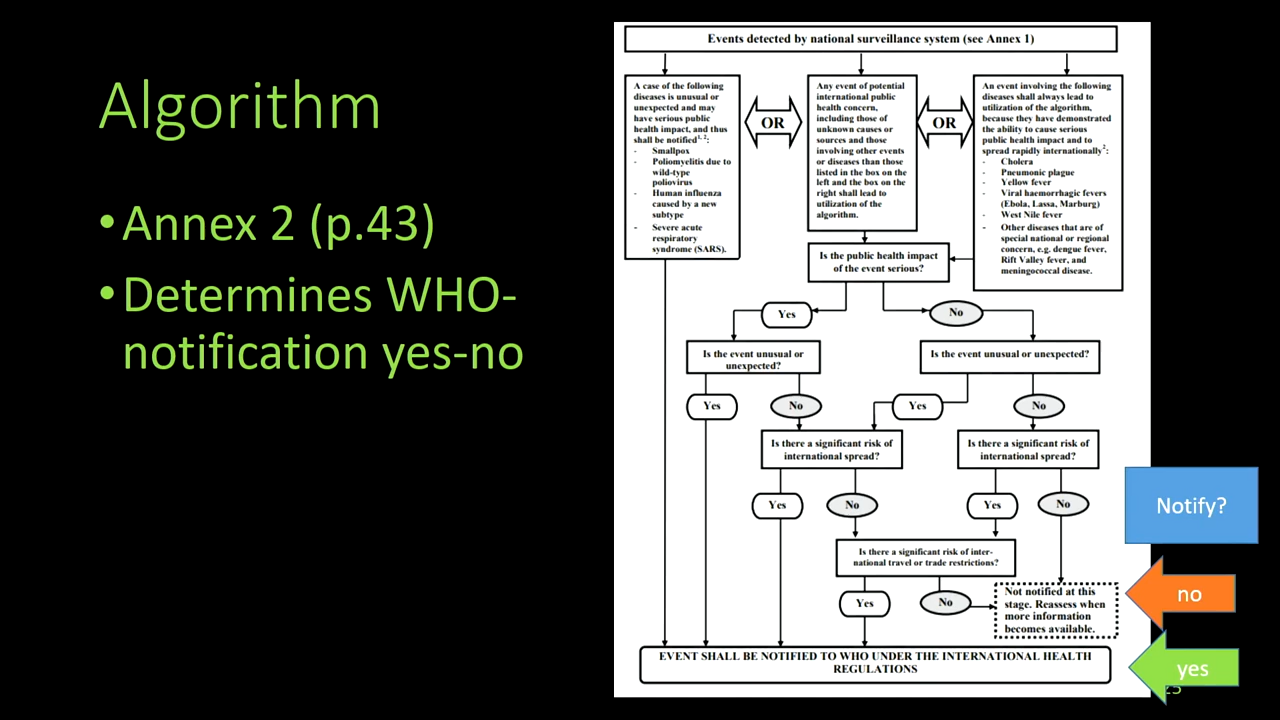 Algorithm
•Annex 2 (p.43)
•Determines WHO-
notification yes-no
Events detected by national surveillance system (see Annex 1)
A case of the following
diseases is unusual or
unexpected and may
have serious public
health impact, and thus
shall be notified1, 2:
- Smallpox
- Poliomyelitis due to
wild-type
poliovirus
- Human influenza
caused by a new
subtype
- Severe acute
respiratory
syndrome (SARS).
OR
Any event of potential
international public
health concern,
including those of
unknown causes or
sources and those
involving other events
or diseases than those
listed in the box on the
left and the box on the
right shall lead to
utilization of the
algorithm.
OR
An event involving the following
diseases shall always lead to
utilization of the algorithm,
because they have demonstrated
the ability to cause serious
public health impact and to
spread rapidly internationally2:
- Cholera
- Pneumonic plague
- Yellow fever
- Viral haemorrhagic fevers
(Ebola, Lassa, Marburg)
- West Nile fever
- Other diseases that are of
special national or regional
concern, e.g. dengue fever,
Rift Valley fever, and
meningococcal disease.
Is the public health impact
of the event serious?
Yes
No
Is the event unusual or
unexpected?
Is the event unusual or unexpected?
Yes
No
Yes
No
Is there a significant risk of
international spread?
Is there a significant risk of
international spread?
Yes
No
Yes
No
Notify?
Is there a significant risk of inter-
national travel or trade restrictions?
Yes
No
Not notified at this
stage. Reassess when
more information
becomes available.
no
EVENT SHALL BE NOTIFIED TO WHO UNDER THE INTERNATIONAL HEALTH
REGULATIONS
yes